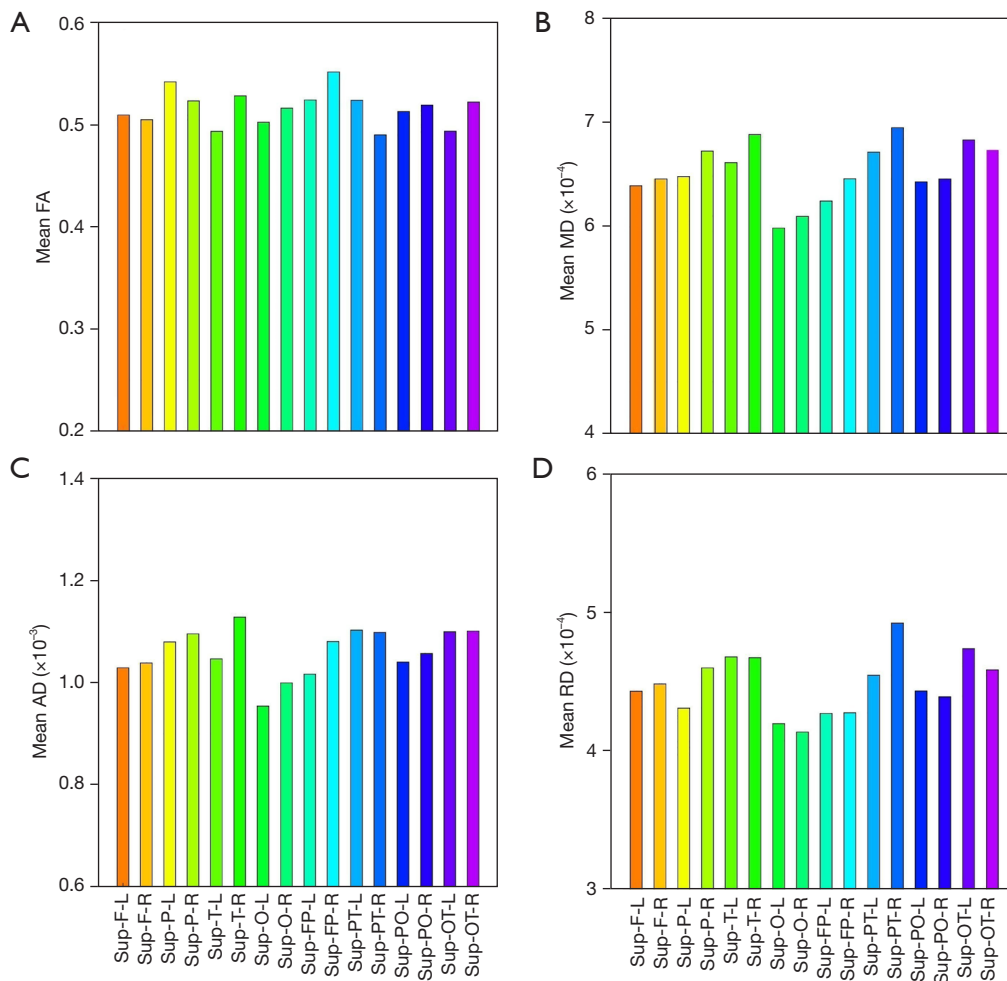 A
0.6
0.5
0.4
0.3
0.2
Mean FA
B
8
7
6
5
4
Mean MD (×10⁻⁴)
C
1.4
1.2
1.0
0.8
0.6
Mean AD (×10⁻³)
Sup-F-L
Sup-F-R
Sup-P-L
Sup-P-R
Sup-T-L
Sup-T-R
Sup-O-L
Sup-O-R
Sup-FP-L
Sup-FP-R
Sup-PT-L
Sup-PT-R
Sup-PO-L
Sup-PO-R
Sup-OT-L
Sup-OT-R
D
6
5
4
3
Mean RD (×10⁻⁴)
Sup-F-L
Sup-F-R
Sup-P-L
Sup-P-R
Sup-T-L
Sup-T-R
Sup-O-L
Sup-O-R
Sup-FP-L
Sup-FP-R
Sup-PT-L
Sup-PT-R
Sup-PO-L
Sup-PO-R
Sup-OT-L
Sup-OT-R